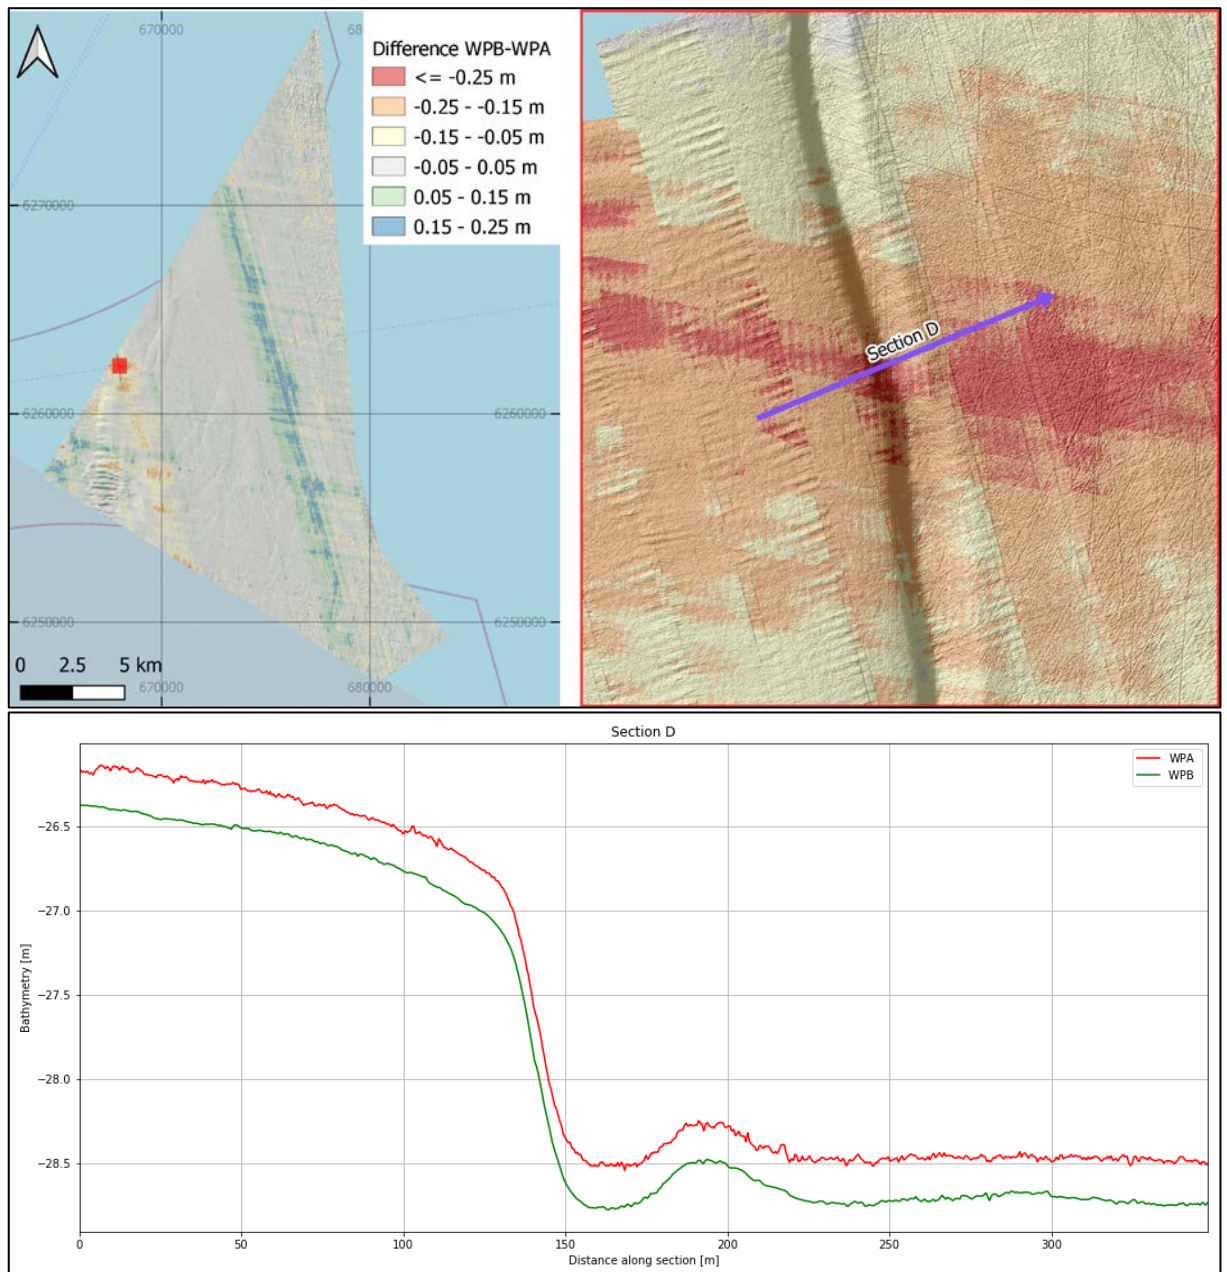 670000
68
Difference WPB-WPA
<= -0.25 m
-0.25 - -0.15 m
-0.15 - -0.05 m
-0.05 - 0.05 m
0.05 - 0.15 m
0.15 - 0.25 m
6270000
6260000
6260000
6250000
6250000
0 2.5 5 km
670000
680000
Section D
Section D
WPA
WPB
Bathymetry [m]
−26.5
−27.0
−27.5
−28.0
−28.5
0 50 100 150 200 250 300
Distance along section [m]